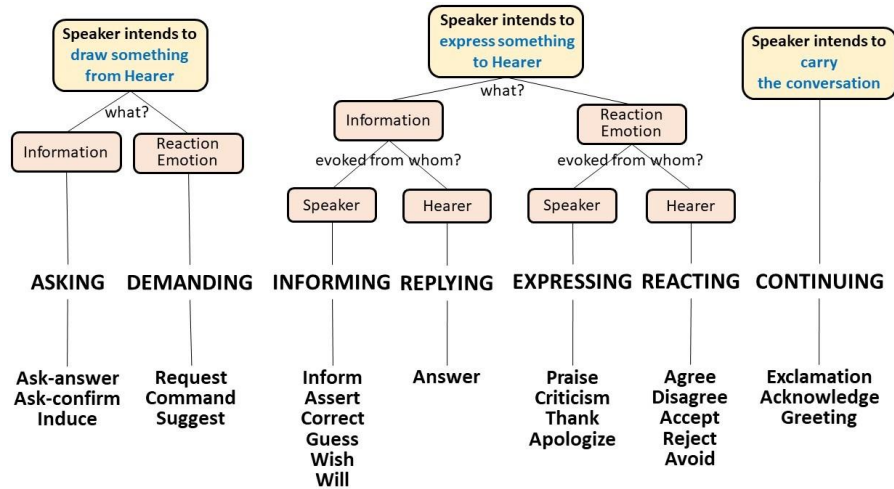 Speaker intends to
draw something
from Hearer
what?
Information
Reaction
Emotion
Speaker intends to
express something
to Hearer
what?
Information
Reaction
Emotion
evoked from whom?
evoked from whom?
Speaker
Hearer
Speaker
Hearer
Speaker intends to
carry
the conversation
ASKING
DEMANDING
INFORMING
REPLYING
EXPRESSING
REACTING
CONTINUING
Ask-answer
Ask-confirm
Induce
Request
Command
Suggest
Inform
Assert
Correct
Guess
Wish
Will
Answer
Praise
Criticism
Thank
Apologize
Agree
Disagree
Accept
Reject
Avoid
Exclamation
Acknowledge
Greeting